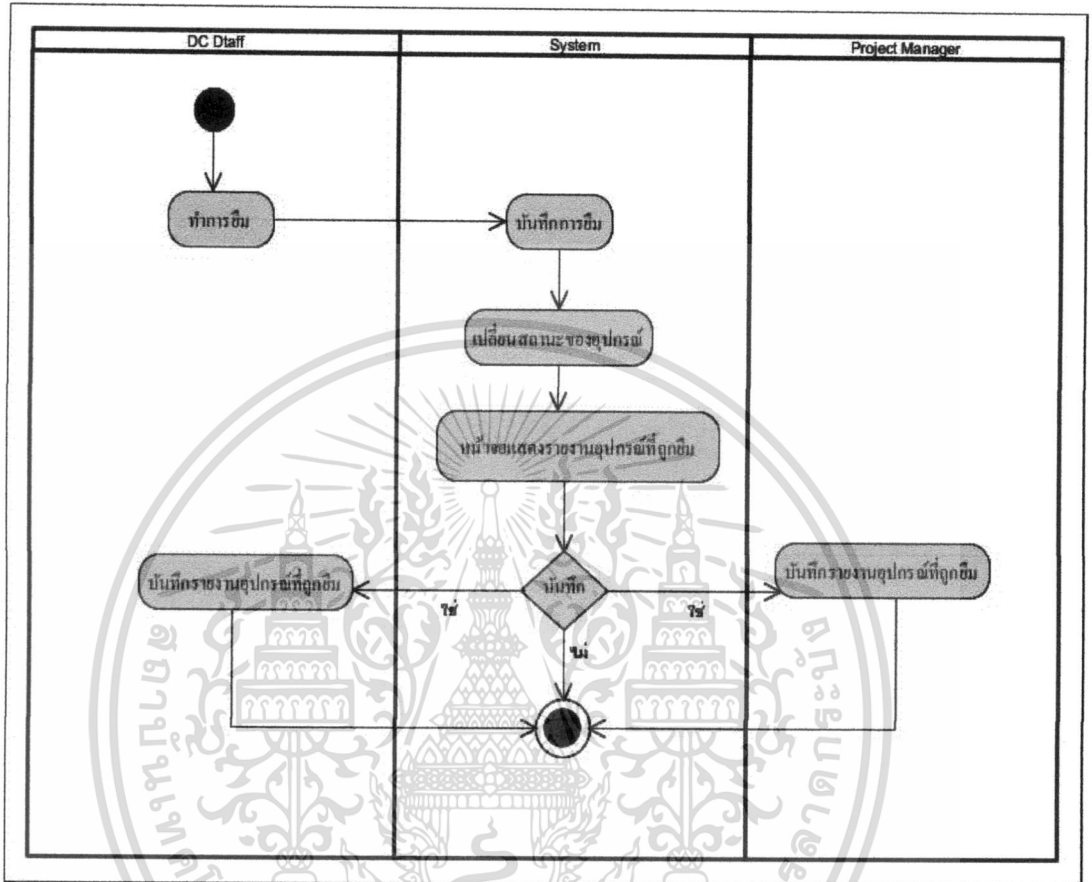 DC Dtaff
System
Project Manager
ทำการยืม
บันทึกการยืม
เปลี่ยนสถานะของอุปกรณ์
หน้าจอแสดงรายงานอุปกรณ์ที่ถูกยืม
บันทึกรายงานอุปกรณ์ที่ถูกยืม
บันทึก
บันทึกรายงานอุปกรณ์ที่ถูกยืม
ใช่
ใช่
ไม่